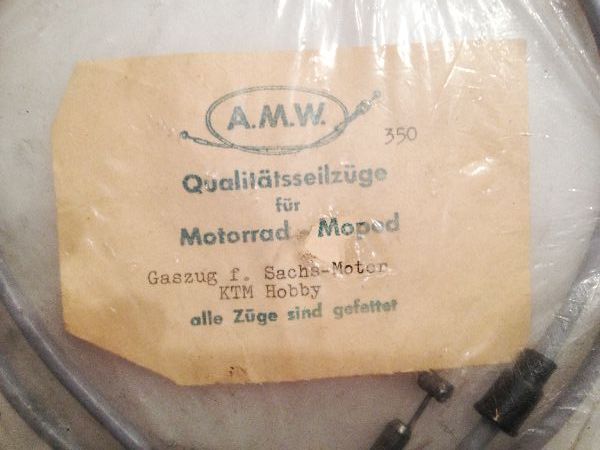 A.M.W.
350
Qualitätsseilzüge
für
Motorrad - Moped
Gaszug f. Sachs-Motor
KTM Hobby
alle Züge sind gefettet